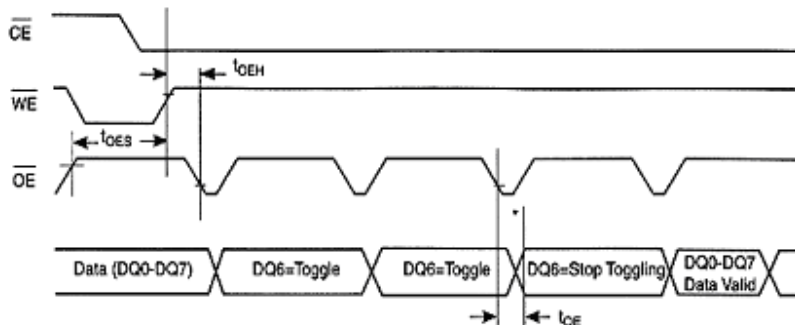 CE
tOEH
WE
tOES
OE
*
Data (DQ0-DQ7)
DQ6=Toggle
DQ6=Toggle
DQ6=Stop Toggling
DQ0-DQ7
Data Valid
tOE